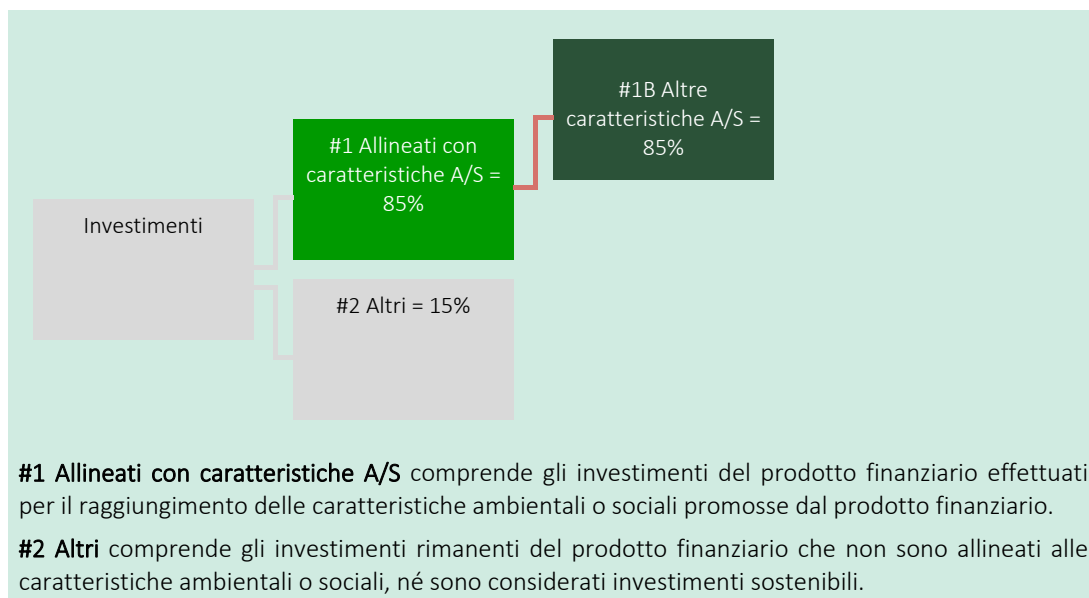 #1B Altre
caratteristiche A/S =
85%
#1 Allineati con
caratteristiche A/S =
85%
Investimenti
#2 Altri = 15%
#1 Allineati con caratteristiche A/S comprende gli investimenti del prodotto finanziario effettuati
per il raggiungimento delle caratteristiche ambientali o sociali promosse dal prodotto finanziario.
#2 Altri comprende gli investimenti rimanenti del prodotto finanziario che non sono allineati alle
caratteristiche ambientali o sociali, né sono considerati investimenti sostenibili.